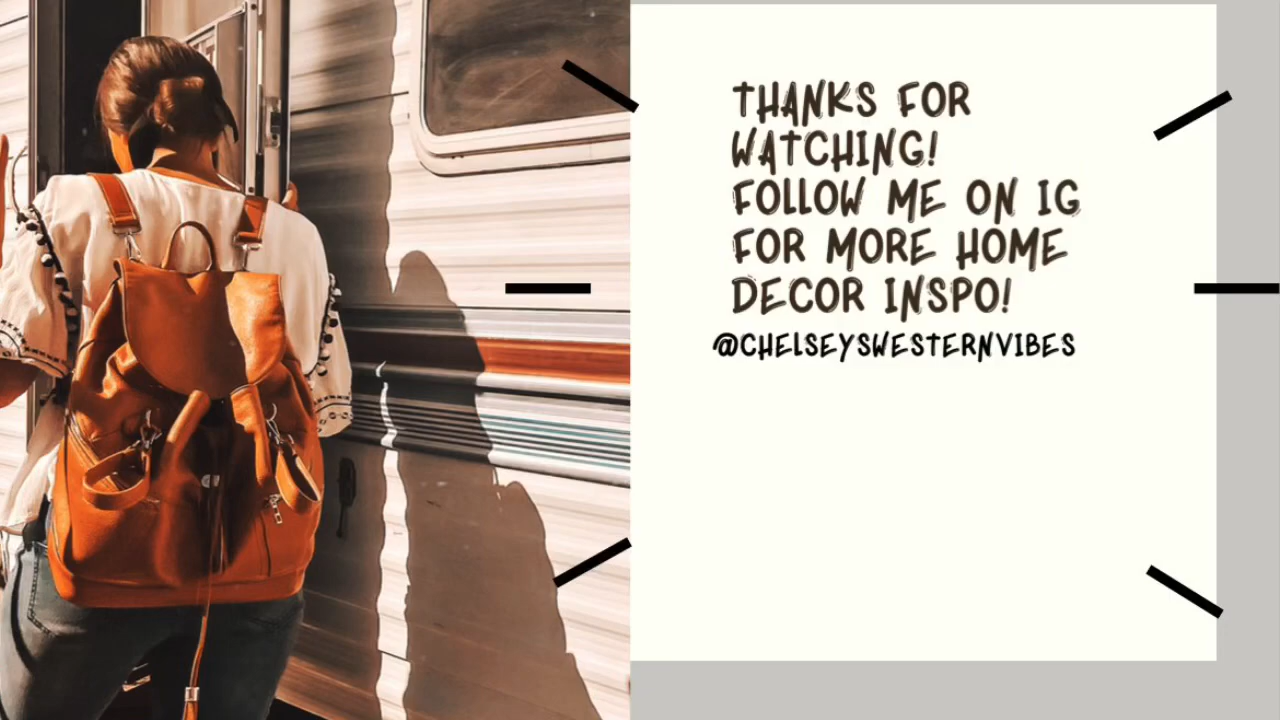 THANKS FOR
WATCHING!
FOLLOW ME ON IG
FOR MORE HOME
DECOR INSPO!
@CHELSEYSWESTERNVIBES